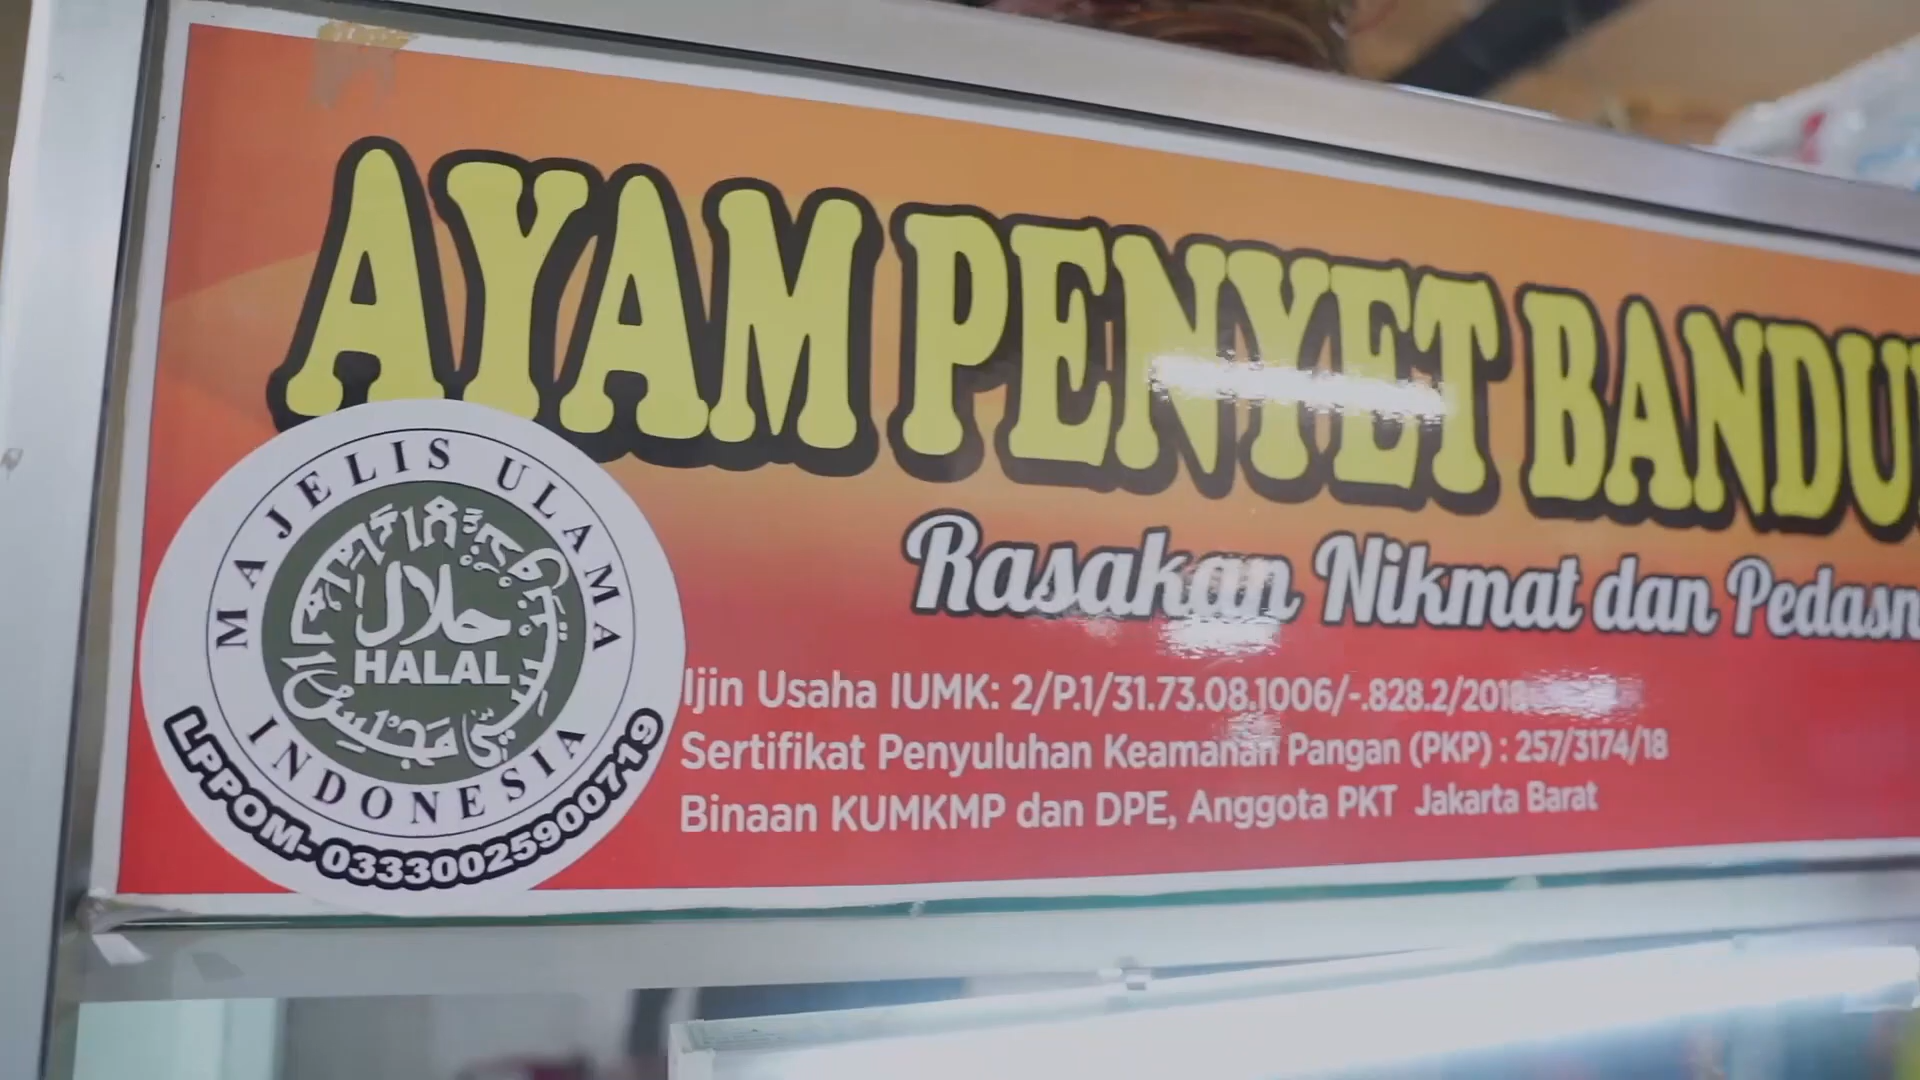 AYAM PENYET BANDU
Rasakan Nikmat dan Pedasn
MAJELIS ULAMA
حلال
HALAL
INDONESIA
LPPOM- 03330025900719
Ijin Usaha IUMK: 2/P.1/31.73.08.1006/-.828.2/2018
Sertifikat Penyuluhan Keamanan Pangan (PKP) : 257/3174/18
Binaan KUMKMP dan DPE, Anggota PKT Jakarta Barat